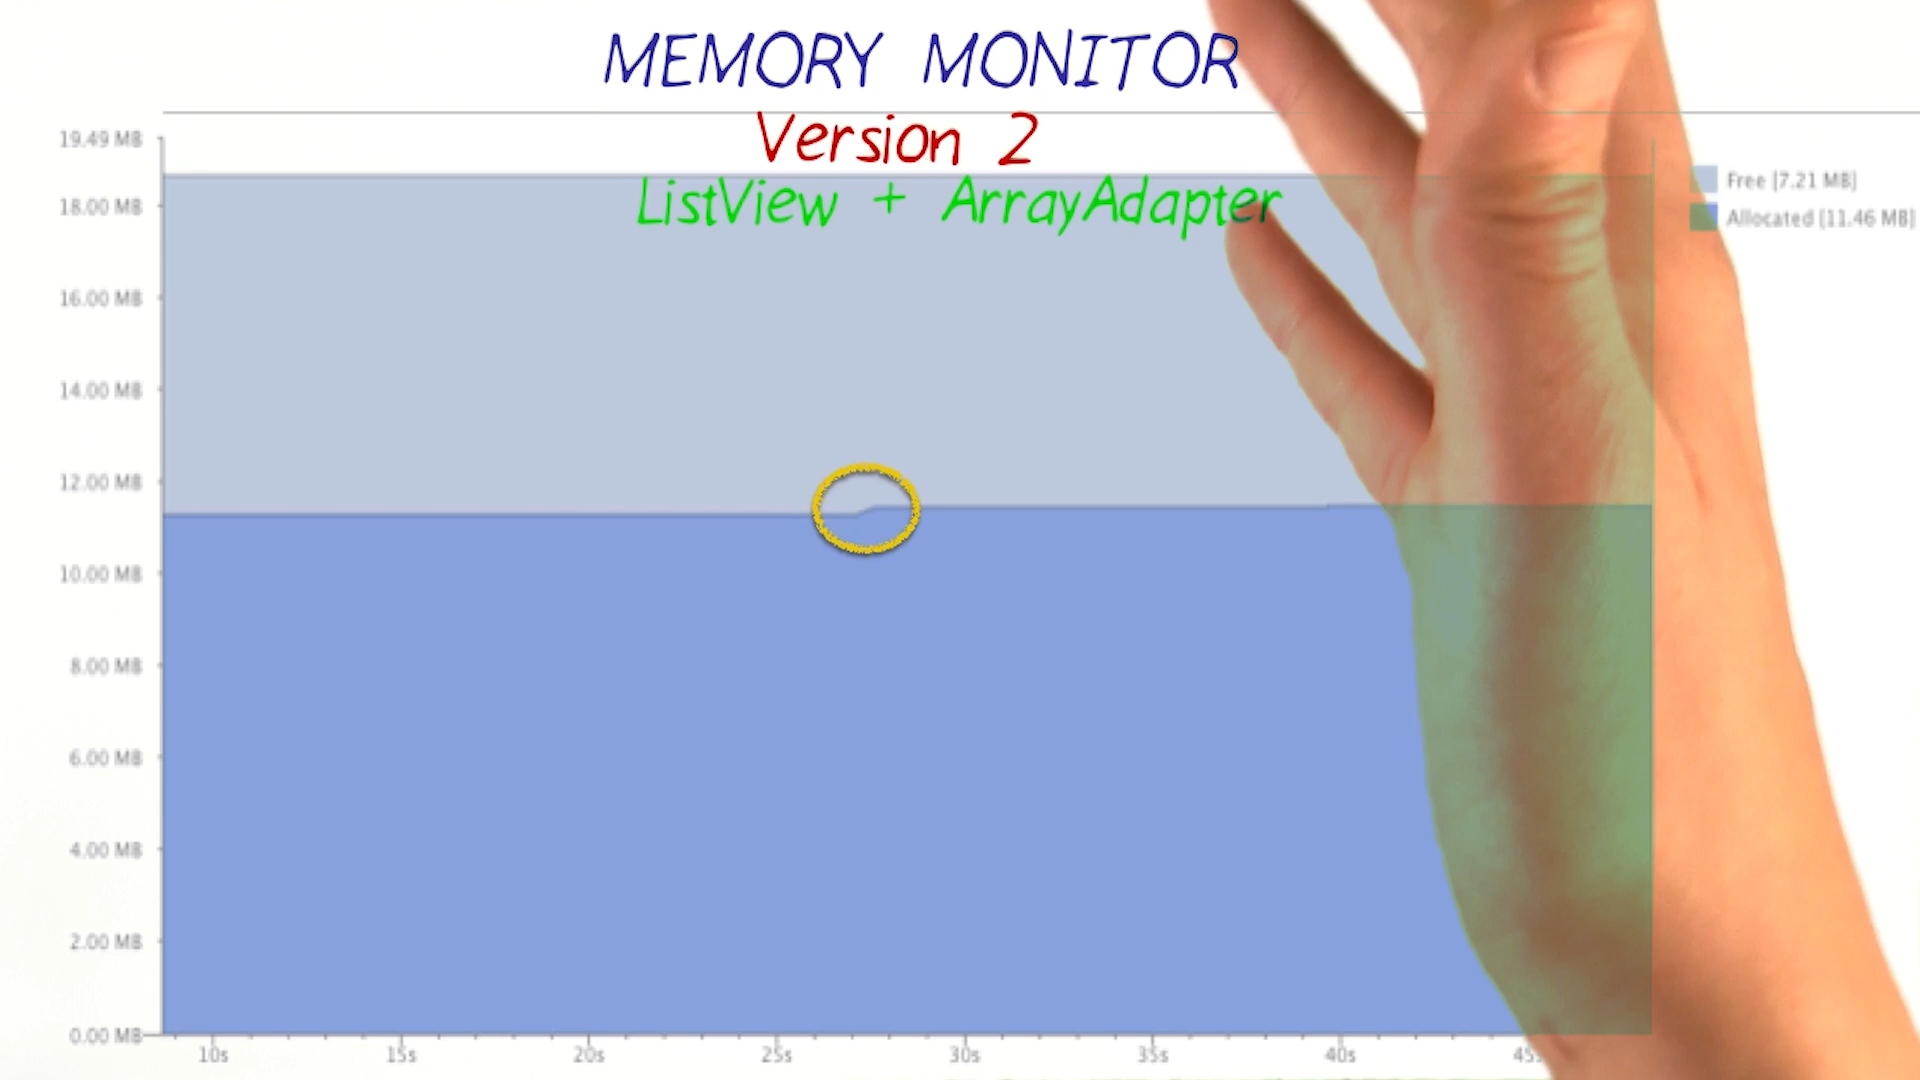 MEMORY MONITOR
Version 2
ListView + ArrayAdapter
19.49 MB
18.00 MB
16.00 MB
14.00 MB
12.00 MB
10.00 MB
8.00 MB
6.00 MB
4.00 MB
2.00 MB
0.00 MB
Free [7.21 MB]
Allocated [11.46 MB]
10s 15s 20s 25s 30s 35s 40s 45s